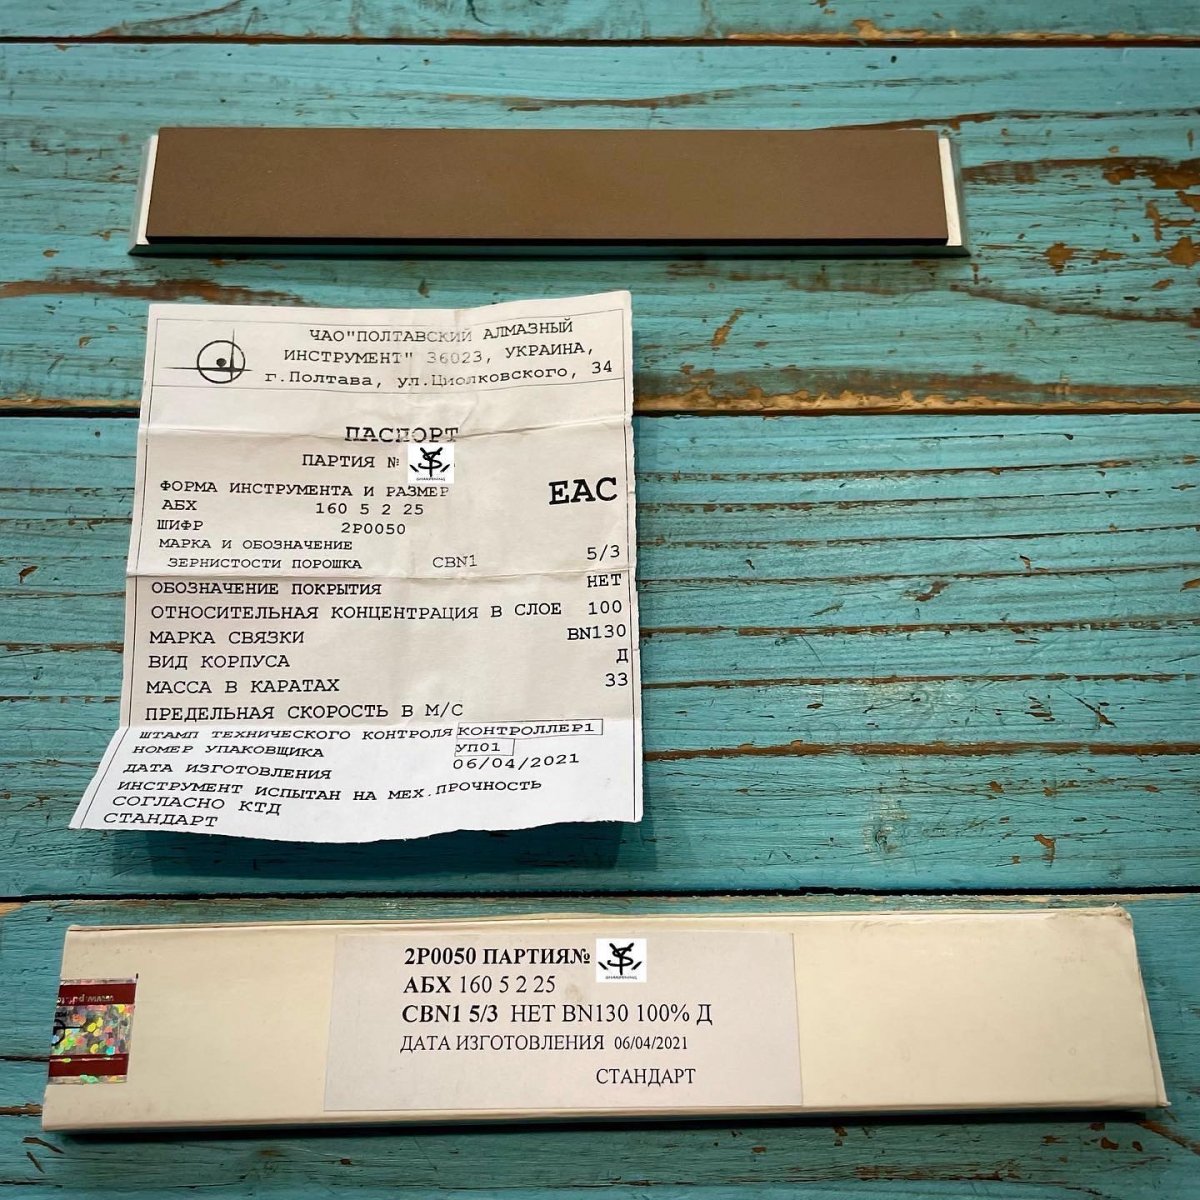 ЧАО"ПОЛТАВСКИЙ АЛМАЗНЫЙ
ИНСТРУМЕНТ" 36023, УКРАИНА,
г.Полтава, ул.Циолковского, 34
ПАСПОРТ
ПАРТИЯ №
ФОРМА ИНСТРУМЕНТА И РАЗМЕР
EAC
АБХ 160 5 2 25
ШИФР 2P0050
МАРКА И ОБОЗНАЧЕНИЕ
ЗЕРНИСТОСТИ ПОРОШКА CBN1 5/3
ОБОЗНАЧЕНИЕ ПОКРЫТИЯ НЕТ
ОТНОСИТЕЛЬНАЯ КОНЦЕНТРАЦИЯ В СЛОЕ 100
МАРКА СВЯЗКИ BN130
ВИД КОРПУСА Д
МАССА В КАРАТАХ 33
ПРЕДЕЛЬНАЯ СКОРОСТЬ В М/С
ШТАМП ТЕХНИЧЕСКОГО КОНТРОЛЯ КОНТРОЛЛЕР1
НОМЕР УПАКОВЩИКА УП01
ДАТА ИЗГОТОВЛЕНИЯ 06/04/2021
ИНСТРУМЕНТ ИСПЫТАН НА МЕХ.ПРОЧНОСТЬ
СОГЛАСНО КТД
СТАНДАРТ
2P0050 ПАРТИЯ№
АБХ 160 5 2 25
CBN1 5/3 НЕТ BN130 100% Д
ДАТА ИЗГОТОВЛЕНИЯ 06/04/2021
СТАНДАРТ